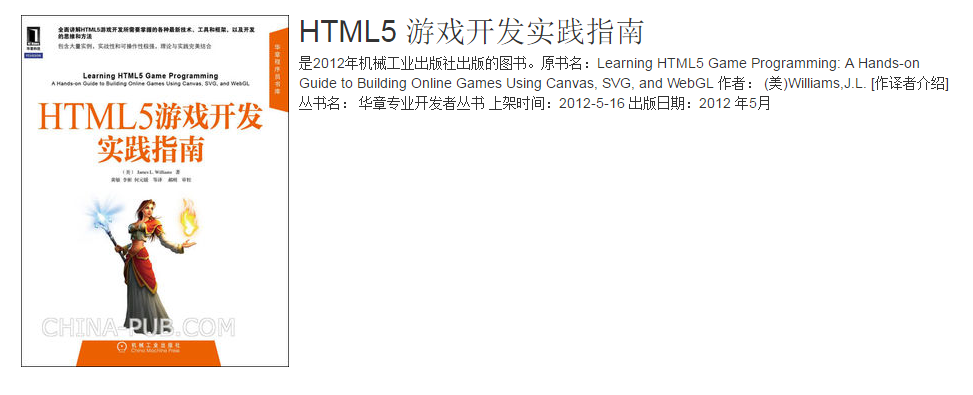 全面讲解HTML5游戏开发所需要掌握的各种最新技术、工具和框架，以及开发
的思维和方法
包含大量实例，实战性和可操作性极强，理论与实践完美结合
华章科技
华章程序员书库
Learning HTML5 Game Programming
A Hands-on Guide to Building Online Games Using Canvas, SVG, and WebGL
HTML5游戏开发
实践指南
（美）James L. Williams 著
CHINA-PUB.COM
机械工业出版社
China Machine Press
HTML5 游戏开发实践指南
是2012年机械工业出版社出版的图书。原书名：Learning HTML5 Game Programming: A Hands-on
Guide to Building Online Games Using Canvas, SVG, and WebGL 作者： (美)Williams,J.L. [作译者介绍]
丛书名： 华章专业开发者丛书 上架时间：2012-5-16 出版日期：2012 年5月